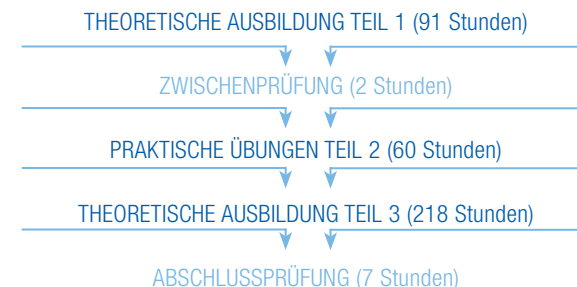 THEORETISCHE AUSBILDUNG TEIL 1 (91 Stunden)
ZWISCHENPRÜFUNG (2 Stunden)
PRAKTISCHE ÜBUNGEN TEIL 2 (60 Stunden)
THEORETISCHE AUSBILDUNG TEIL 3 (218 Stunden)
ABSCHLUSSPRÜFUNG (7 Stunden)